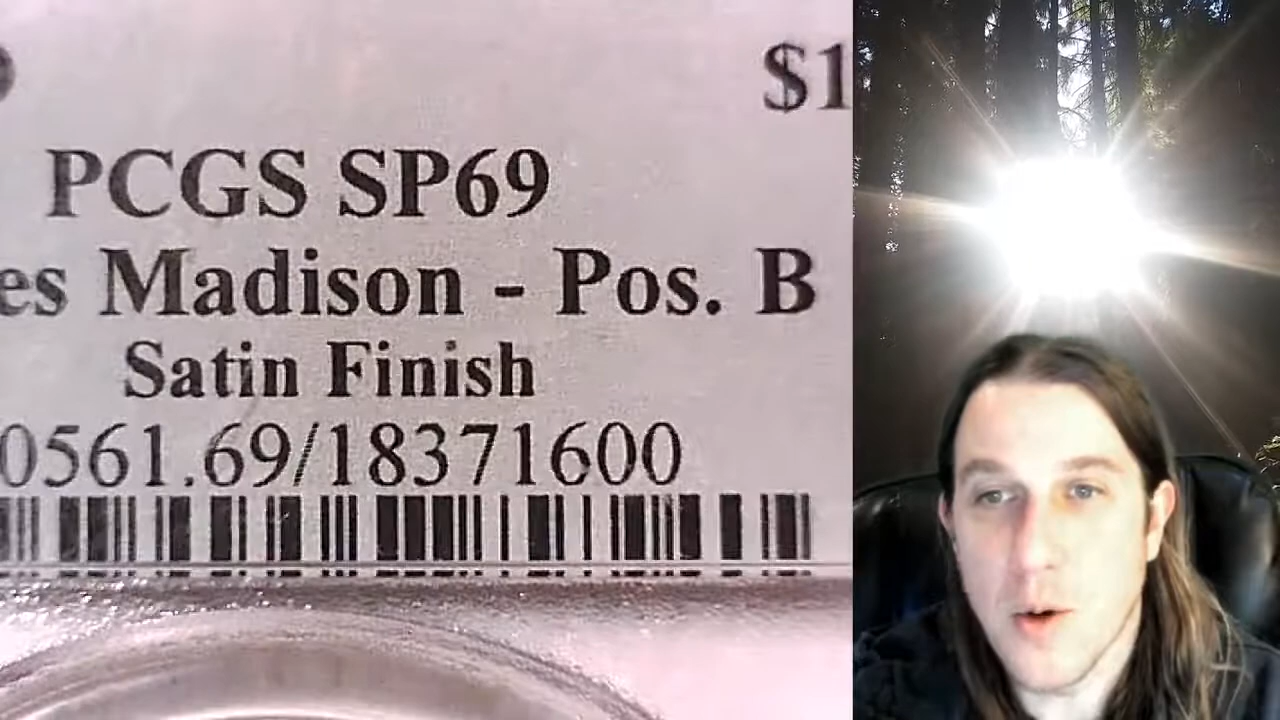 $1
PCGS SP69
es Madison - Pos. B
Satin Finish
0561.69/18371600